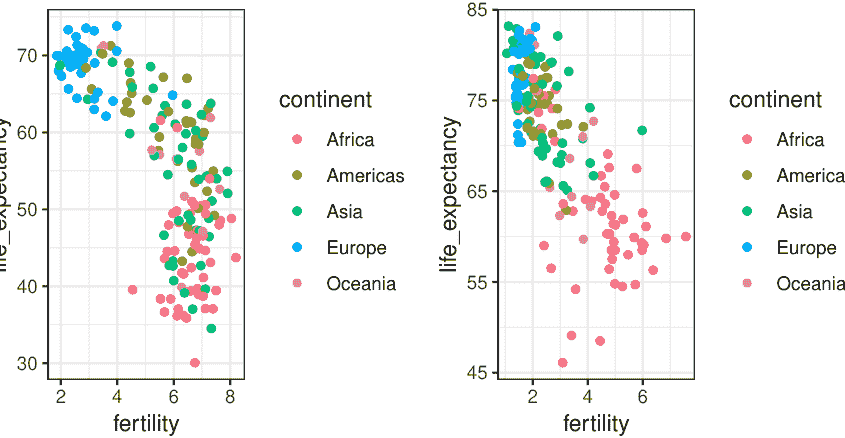 life_expectancy
70
60
50
40
30
2
4
6
8
fertility
continent
Africa
Americas
Asia
Europe
Oceania
life_expectancy
85
75
65
55
45
2
4
6
fertility
continent
Africa
America
Asia
Europe
Oceania